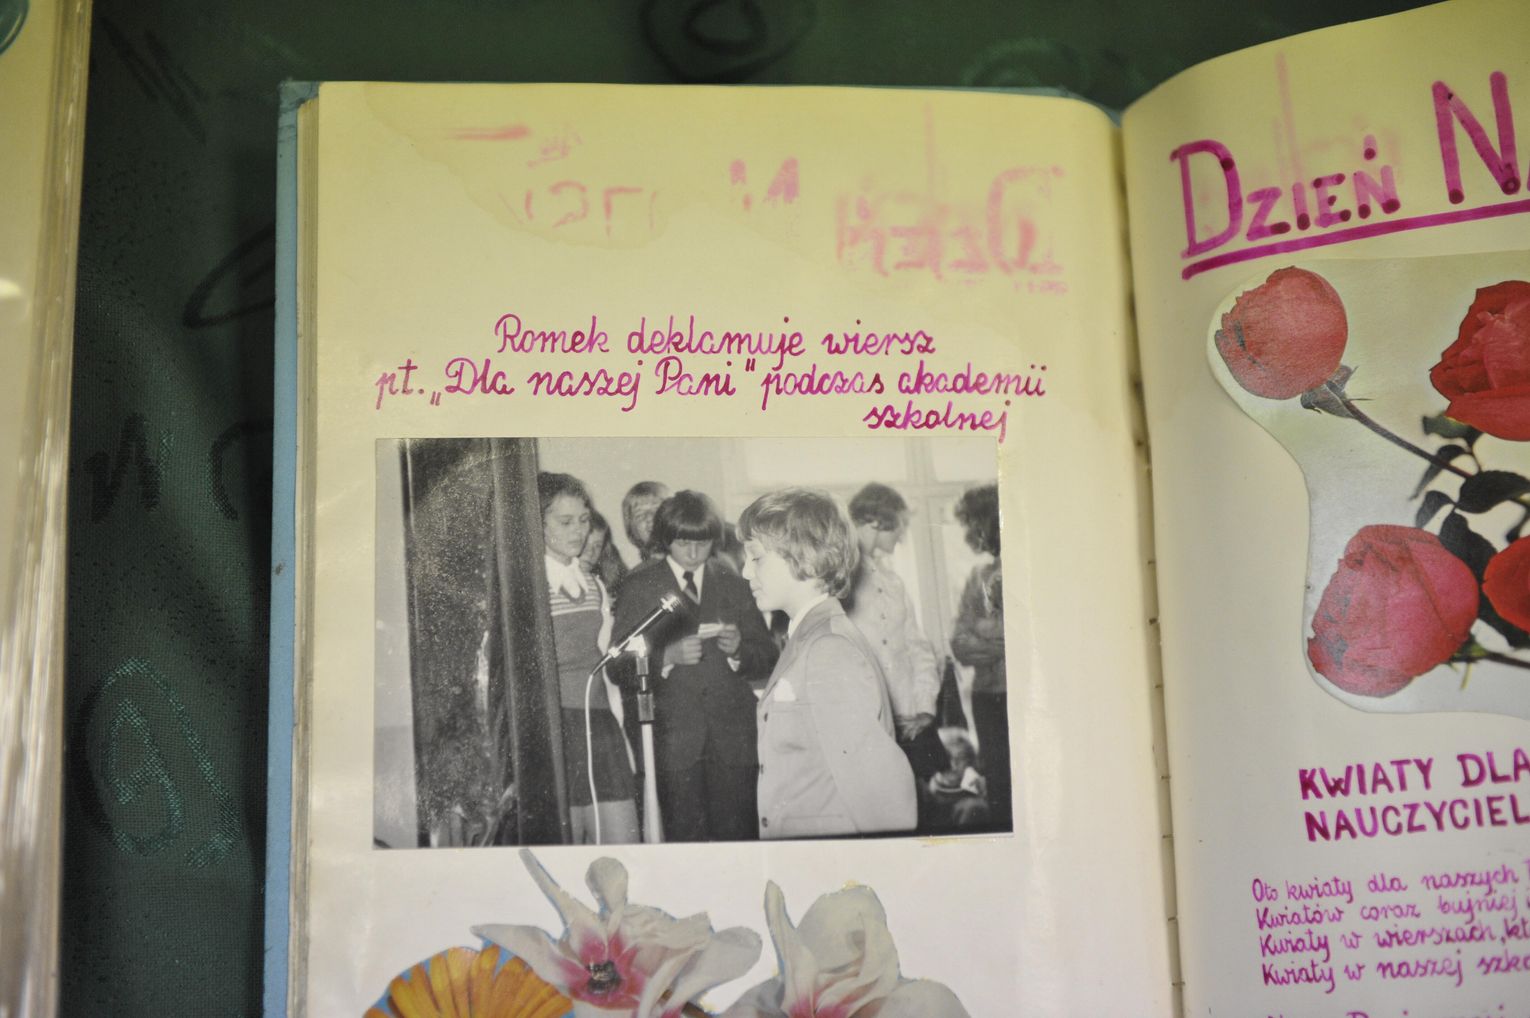 Romek deklamuje wiersz
pt. „Dla naszej Pani" podczas akademii
szkolnej
DZIEŃ
KWIATY DLA
NAUCZYCIEL
Oto kwiaty dla naszych
Kwiatów coraz bujniej
Kwiaty w wierszach,
Kwiaty w naszej